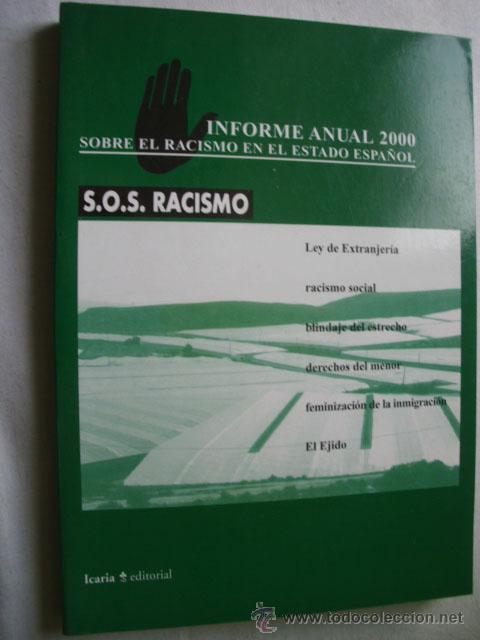 INFORME ANUAL 2000
SOBRE EL RACISMO EN EL ESTADO ESPAÑOL
S.O.S. RACISMO
Ley de Extranjería
racismo social
blindaje del estrecho
derechos del menor
feminización de la inmigración
El Ejido
Icaria editorial
www.todocoleccion.net